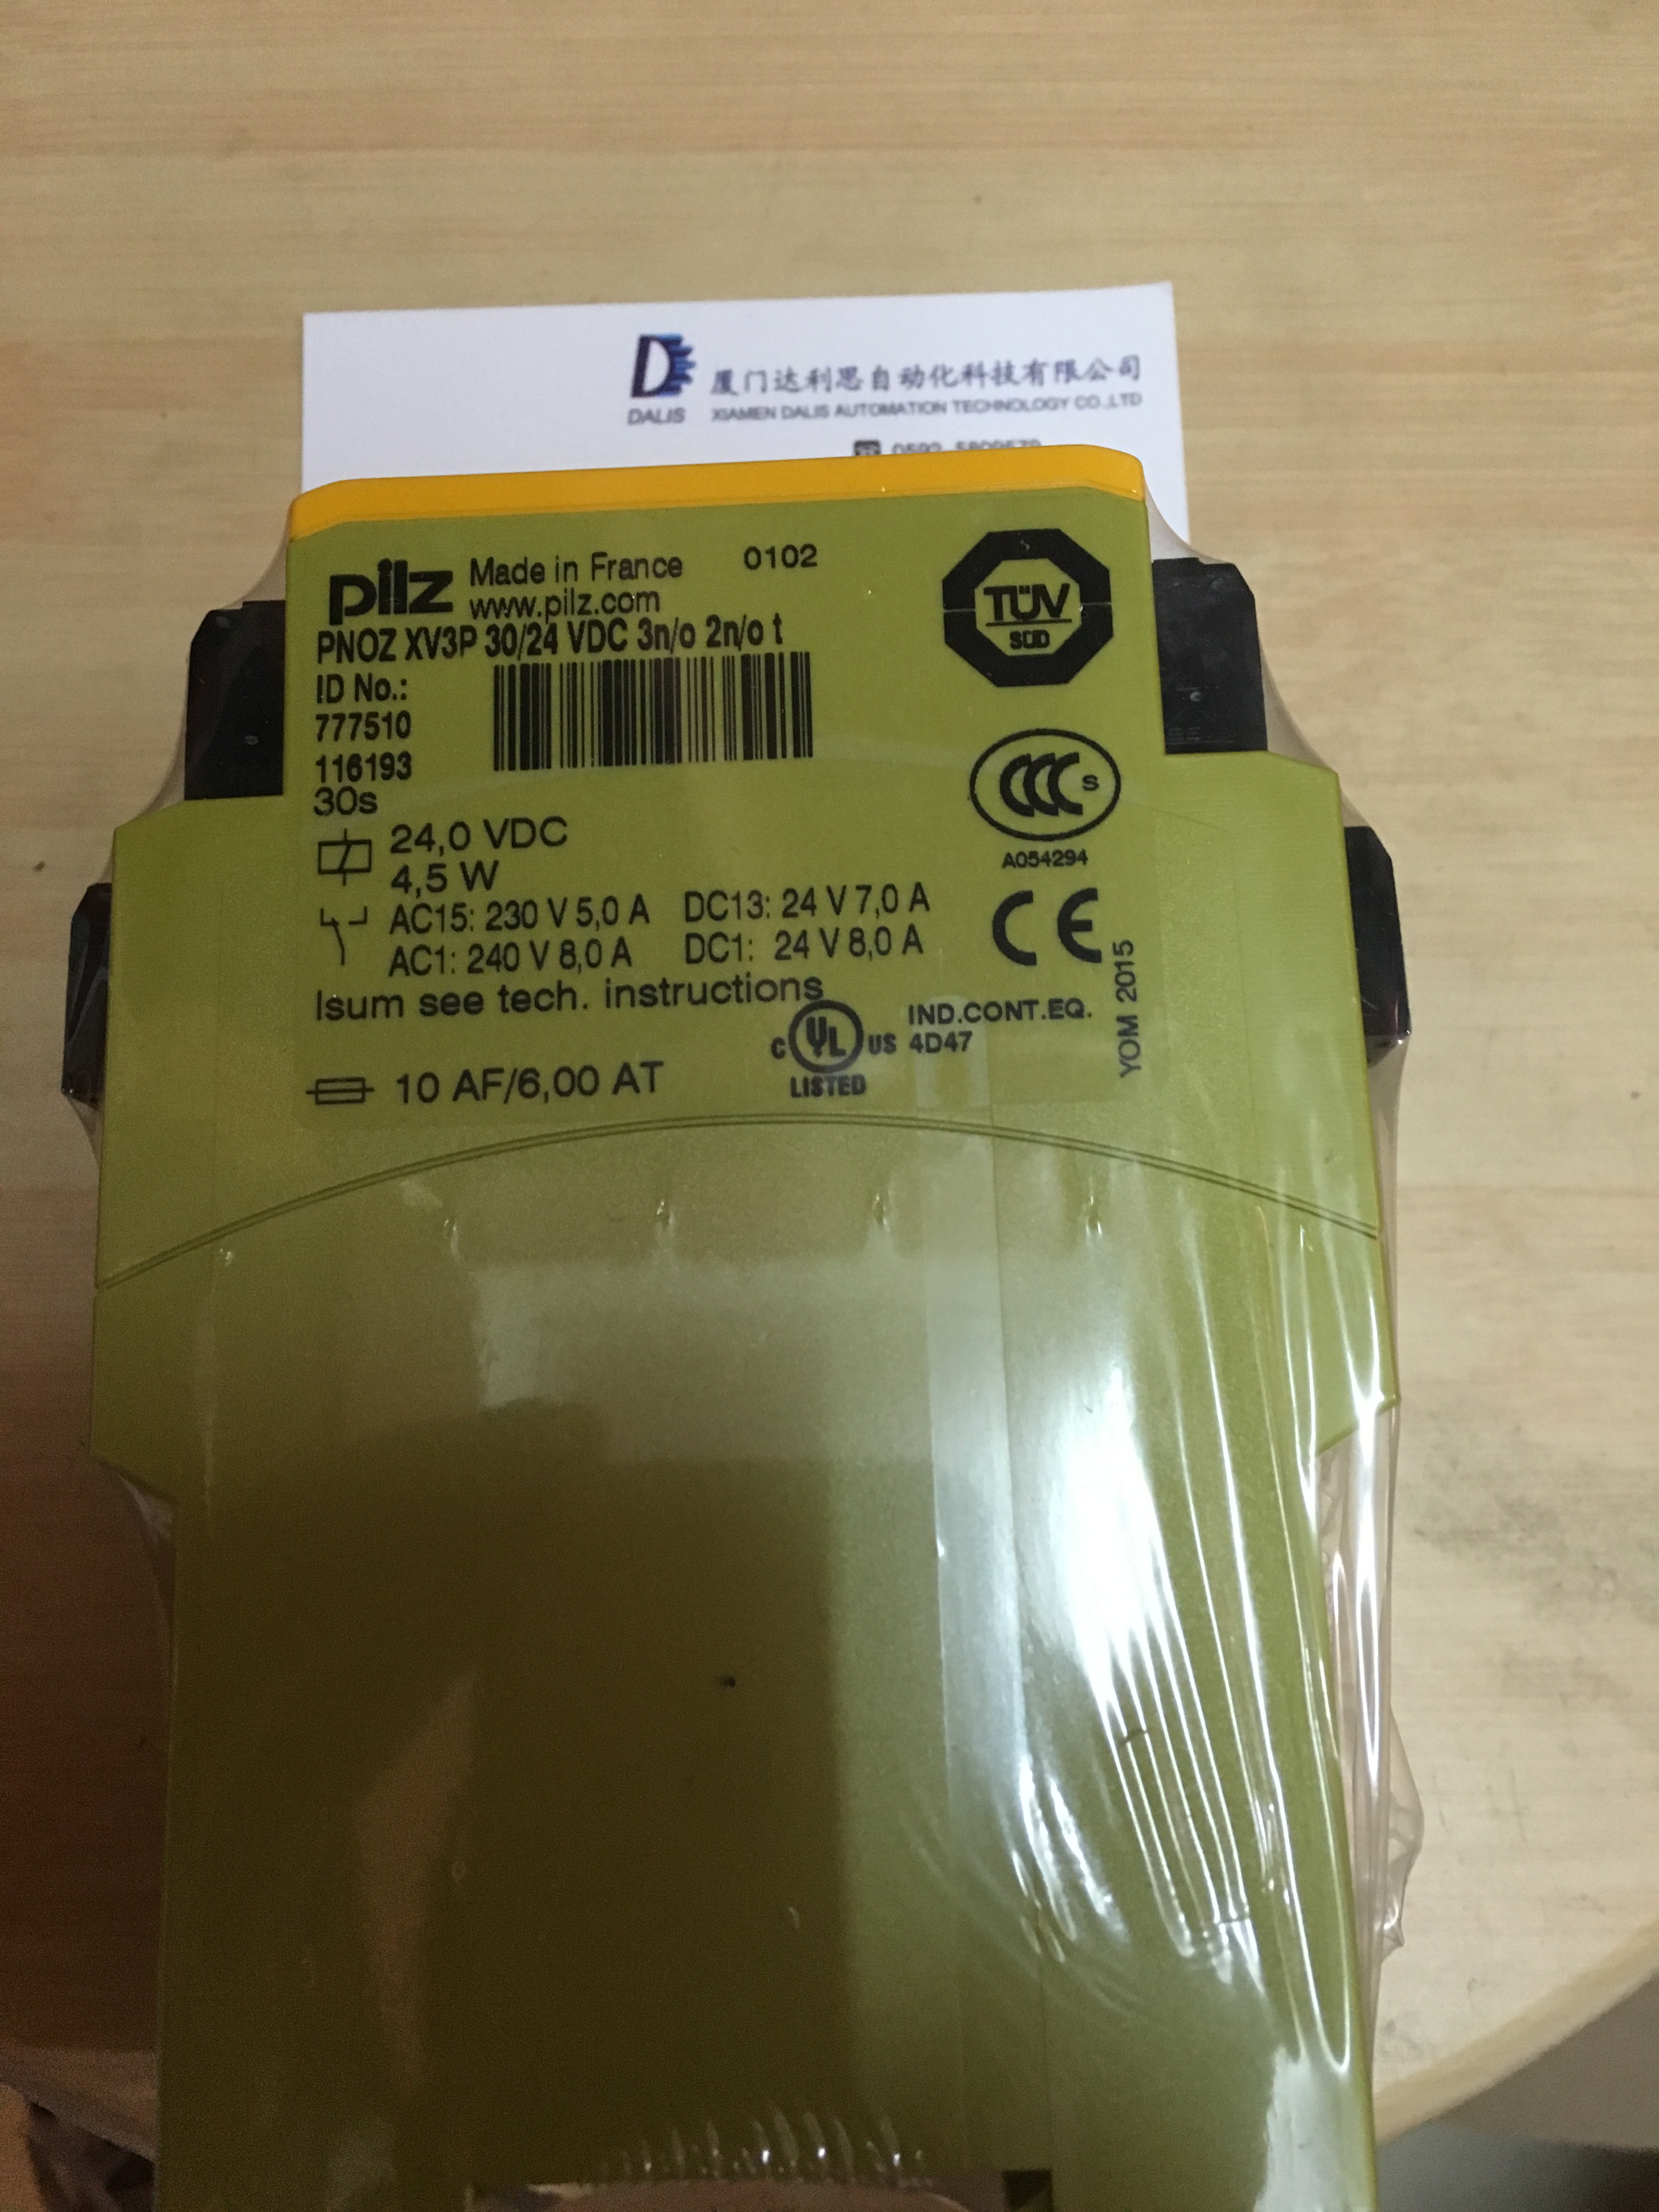 厦门达利思自动化科技有限公司
DALIS XIAMEN DALIS AUTOMATION TECHNOLOGY CO.,LTD
pilz Made in France 0102
www.pilz.com
PNOZ XV3P 30/24 VDC 3n/o 2n/o t
ID No.:
777510
116193
30s
24,0 VDC
4,5 W
AC15: 230 V 5,0 A DC13: 24 V 7,0 A
AC1: 240 V 8,0 A DC1: 24 V 8,0 A
Isum see tech. instructions
10 AF/6,00 AT
TÜV
SÜD
CCC S
A054294
CE
YOM 2015
C UL US IND.CONT.EQ.
4D47
LISTED